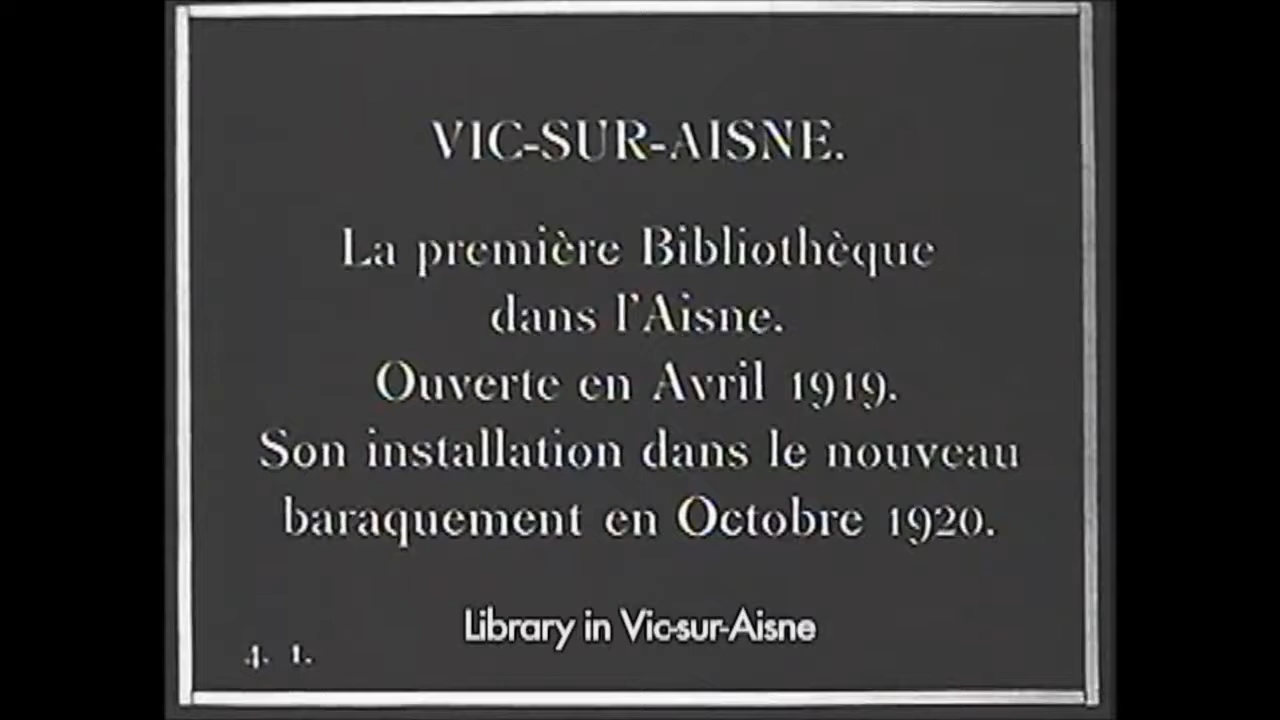 VIC-SUR-AISNE.
La première Bibliothèque
dans l'Aisne.
Ouverte en Avril 1919.
Son installation dans le nouveau
baraquement en Octobre 1920.
Library in Vic-sur-Aisne
4. 1.